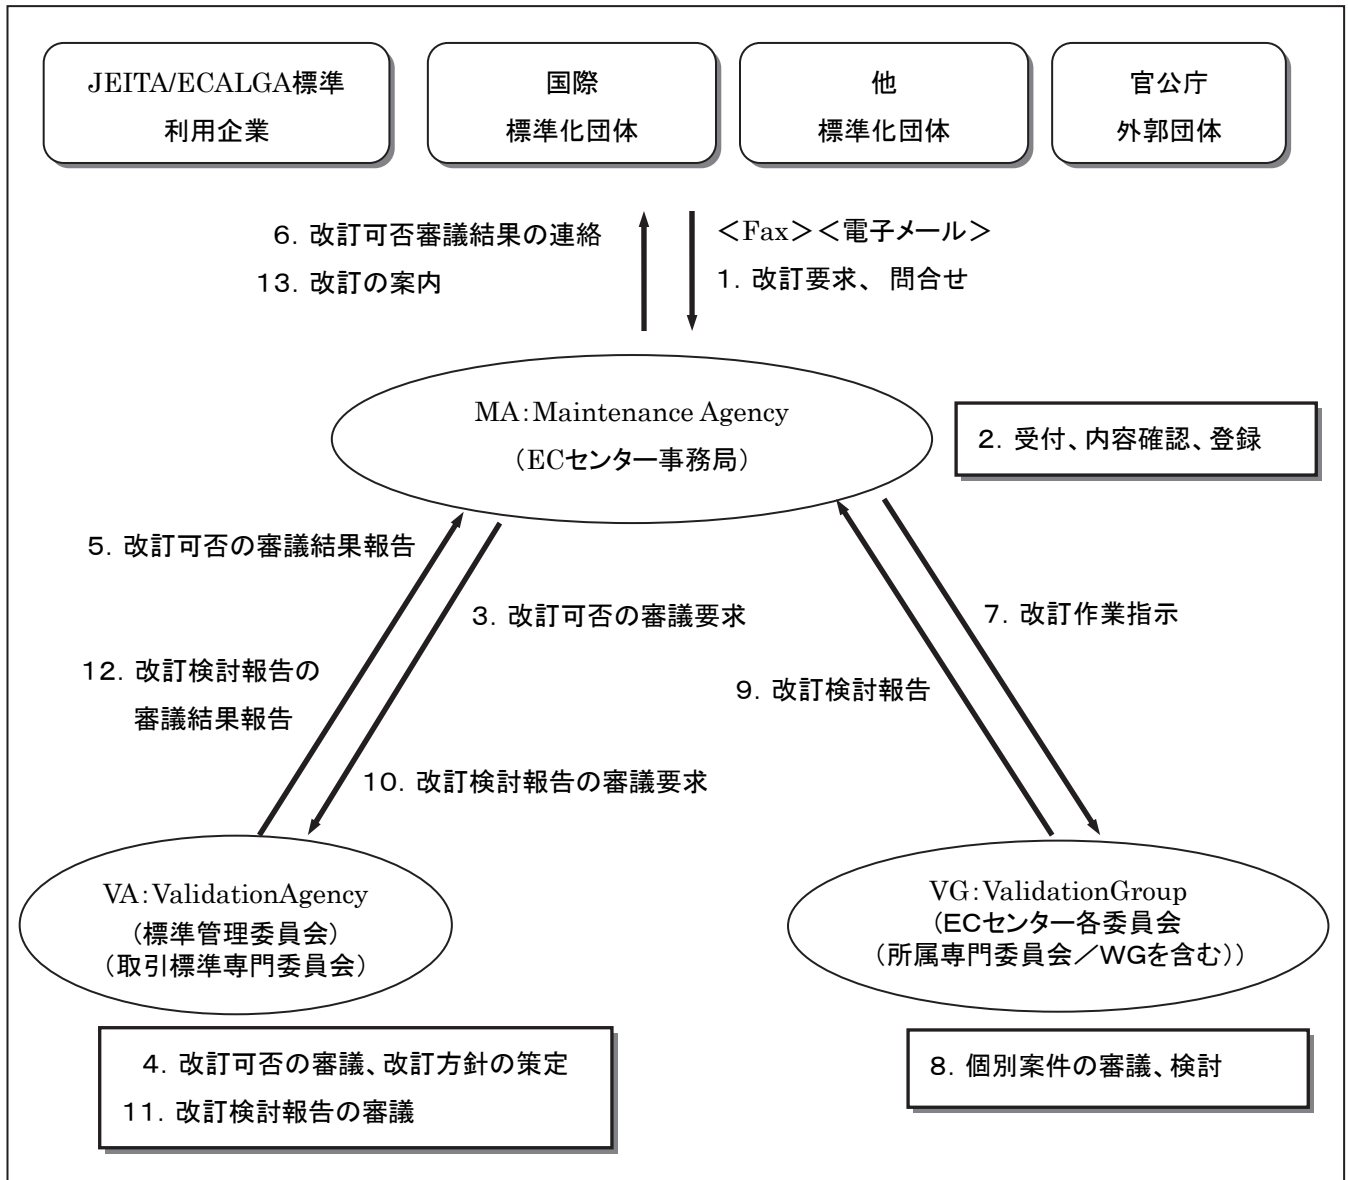 JEITA/ECALGA標準
利用企業
国際
標準化団体
他
標準化団体
官公庁
外郭団体
6. 改訂可否審議結果の連絡
13. 改訂の案内
＜Fax＞＜電子メール＞
1. 改訂要求、問合せ
MA:Maintenance Agency
（ECセンター事務局）
2. 受付、内容確認、登録
5. 改訂可否の審議結果報告
3. 改訂可否の審議要求
7. 改訂作業指示
12. 改訂検討報告の
審議結果報告
9. 改訂検討報告
10. 改訂検討報告の審議要求
VA:ValidationAgency
（標準管理委員会）
（取引標準専門委員会）
VG:ValidationGroup
（ECセンター各委員会
（所属専門委員会／WGを含む））
4. 改訂可否の審議、改訂方針の策定
11. 改訂検討報告の審議
8. 個別案件の審議、検討